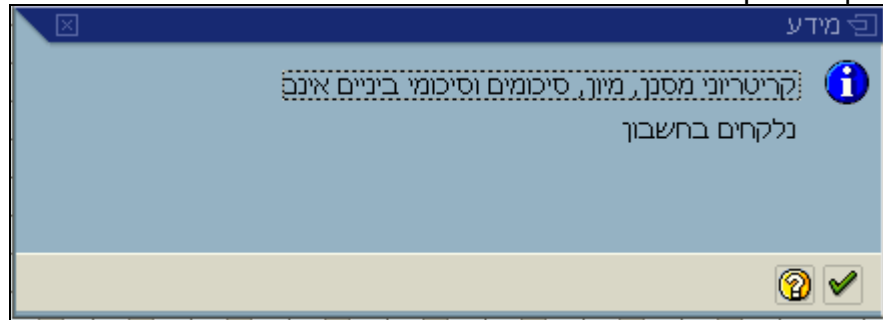 מידע
קריטריוני מסנן, מיון, סיכומים וסיכומי ביניים אינם
נלקחים בחשבון